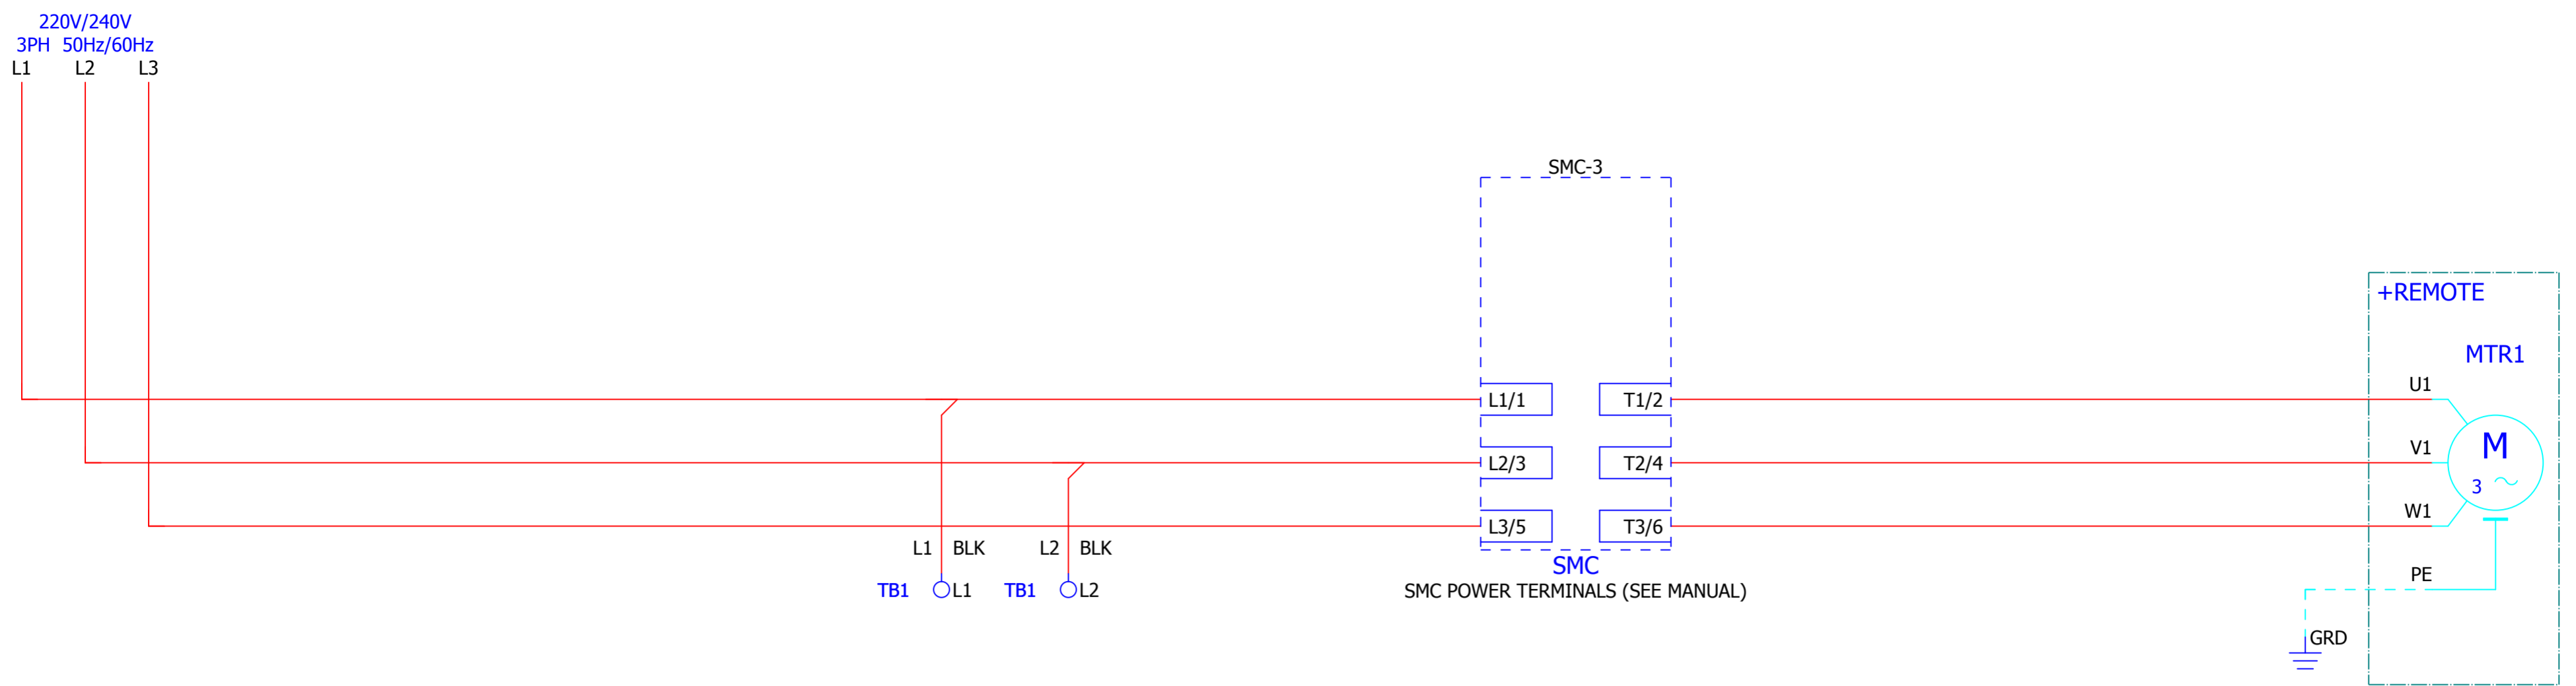 220V/240V
3PH 50Hz/60Hz
L1 L2 L3
SMC-3
+REMOTE
MTR1
U1
L1/1 T1/2
M
V1
L2/3 T2/4
3
W1
L3/5 T3/6
L1 BLK L2 BLK
SMC
PE
TB1 L1 TB1 L2
SMC POWER TERMINALS (SEE MANUAL)
GRD